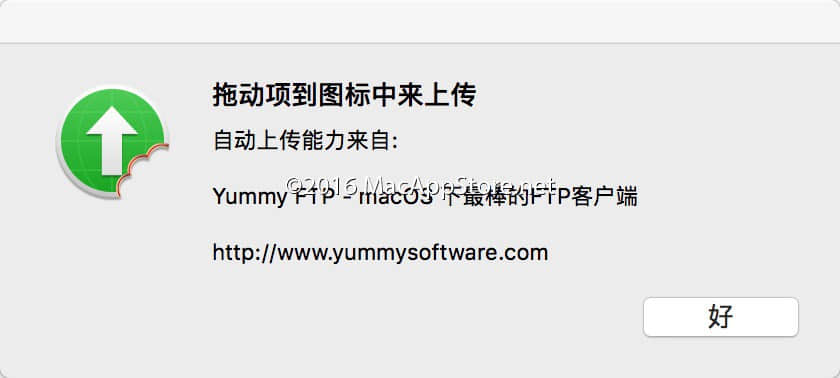 拖动项到图标中来上传
自动上传能力来自:
Yummy FTP - macOS 下最棒的FTP客户端
©2016 MacAppStore.net
http://www.yummysoftware.com
好